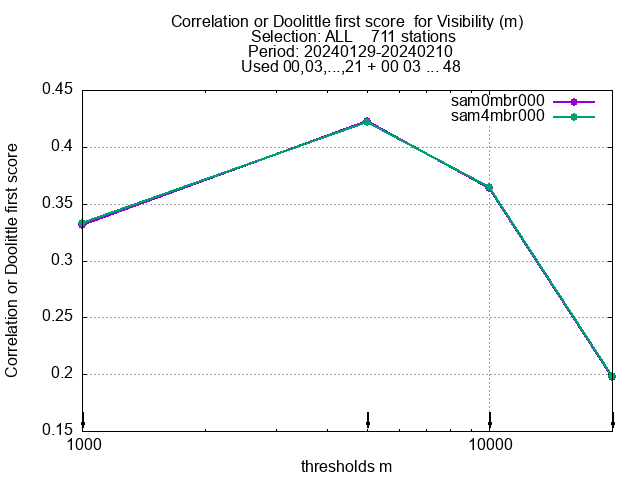 Correlation or Doolittle first score  for Visibility (m)
Selection: ALL    711 stations
Period: 20240129-20240210
Used 00,03,...,21 + 00 03 ... 48
sam0mbr000
sam4mbr000
Correlation or Doolittle first score
0.45
0.4
0.35
0.3
0.25
0.2
0.15
1000
10000
thresholds m